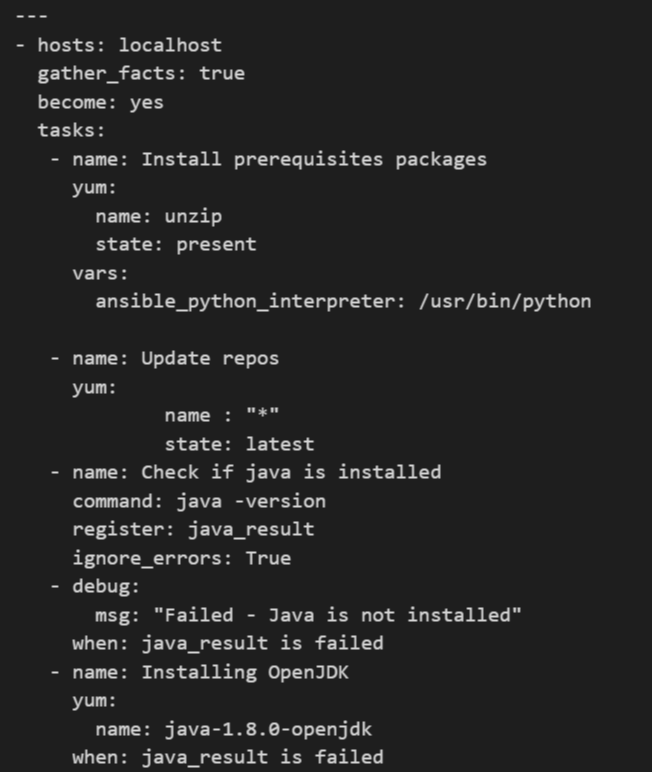 ---
- hosts: localhost
  gather_facts: true
  become: yes
  tasks:
   - name: Install prerequisites packages
     yum:
       name: unzip
       state: present
     vars:
       ansible_python_interpreter: /usr/bin/python

   - name: Update repos
     yum:
             name : "*"
             state: latest
   - name: Check if java is installed
     command: java -version
     register: java_result
     ignore_errors: True
   - debug:
       msg: "Failed - Java is not installed"
     when: java_result is failed
   - name: Installing OpenJDK
     yum:
       name: java-1.8.0-openjdk
     when: java_result is failed